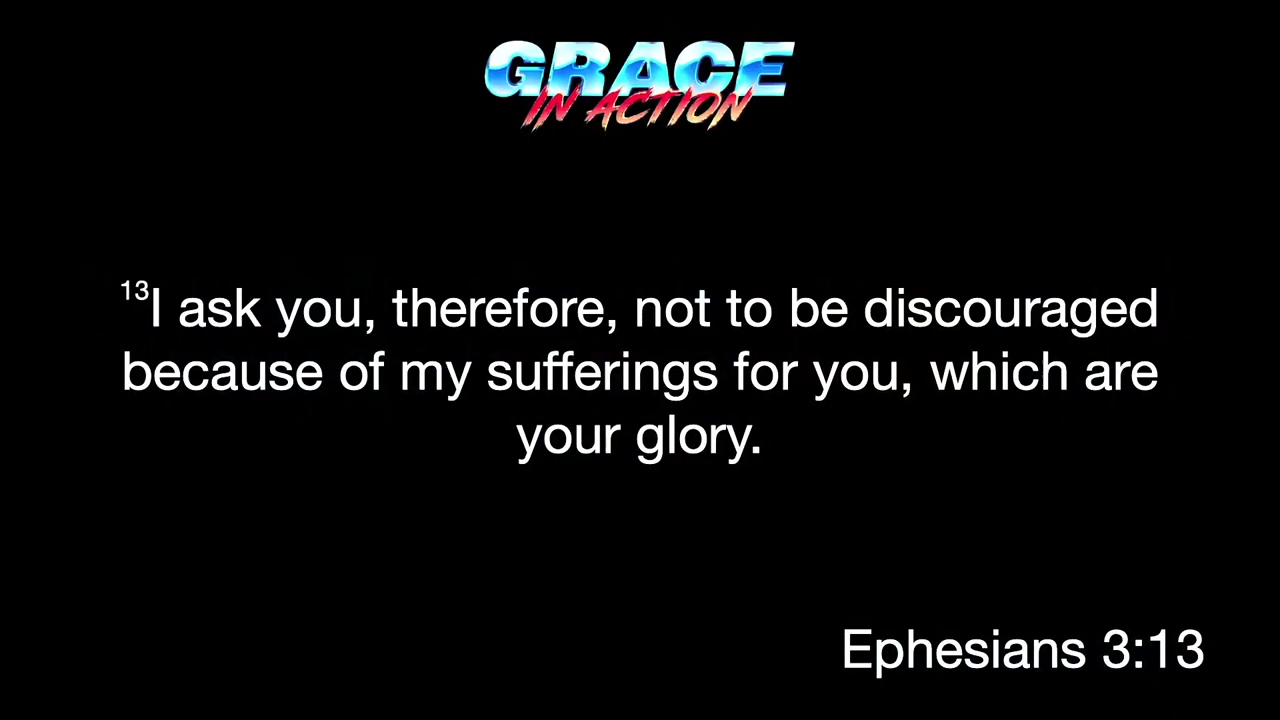 GRACE
IN ACTION
13I ask you, therefore, not to be discouraged
because of my sufferings for you, which are
your glory.
Ephesians 3:13